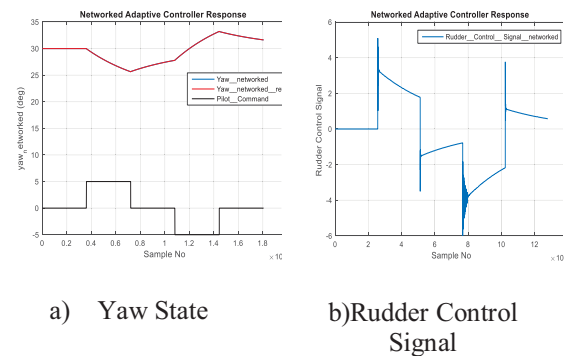 Networked Adaptive Controller Response
35
30
25
20
15
10
5
0
-5
yaw_networked (deg)
Yaw__networked
Yaw__networked__re
Pilot__Command
0 0.2 0.4 0.6 0.8 1 1.2 1.4 1.6 1.8
Sample No
× 10
a) Yaw State
Networked Adaptive Controller Response
6
4
2
0
-2
-4
-6
Rudder Control Signal
Rudder__Control__ Signal__networked
0 2 4 6 8 10 12
Sample No
× 10
b)Rudder Control
Signal